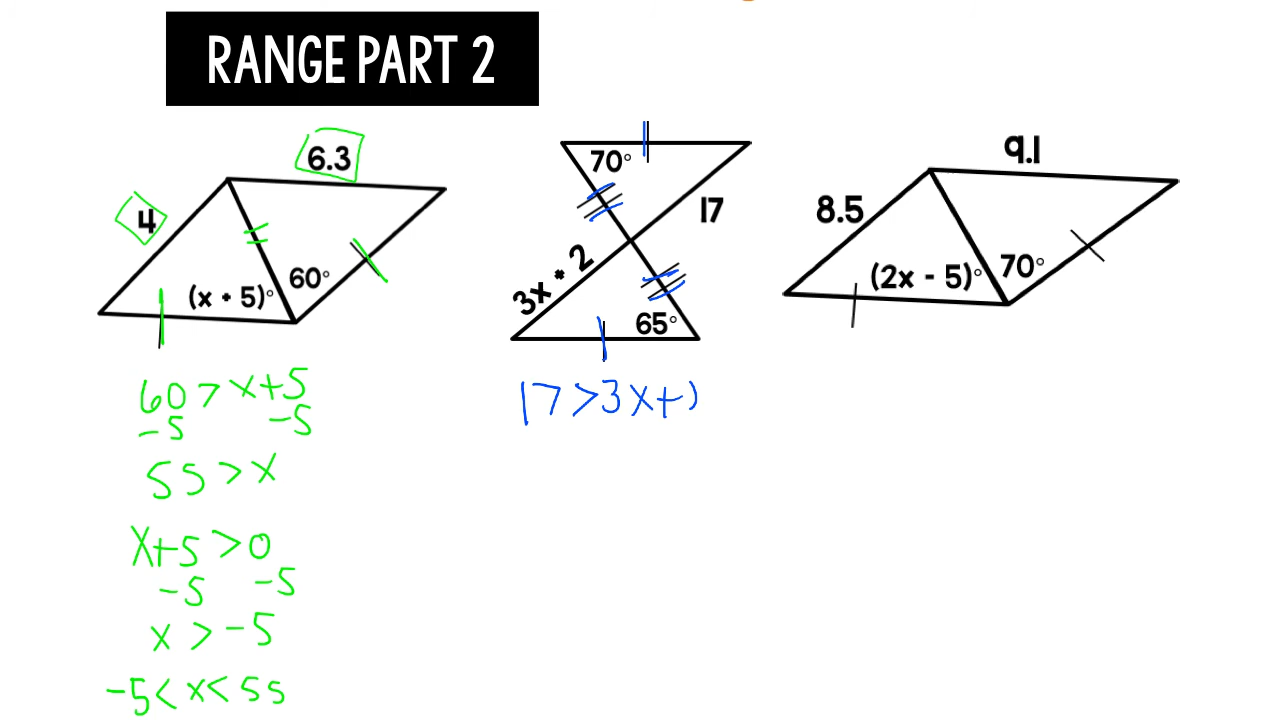 RANGE PART 2
6.3
4
(x + 5)°
60°
60 > x+5
-5 -5
55 > x
x+5 > 0
-5 -5
x > -5
-5 < x < 55
70°
17
3x + 2
65°
17 > 3x+
9.1
8.5
(2x - 5)°
70°